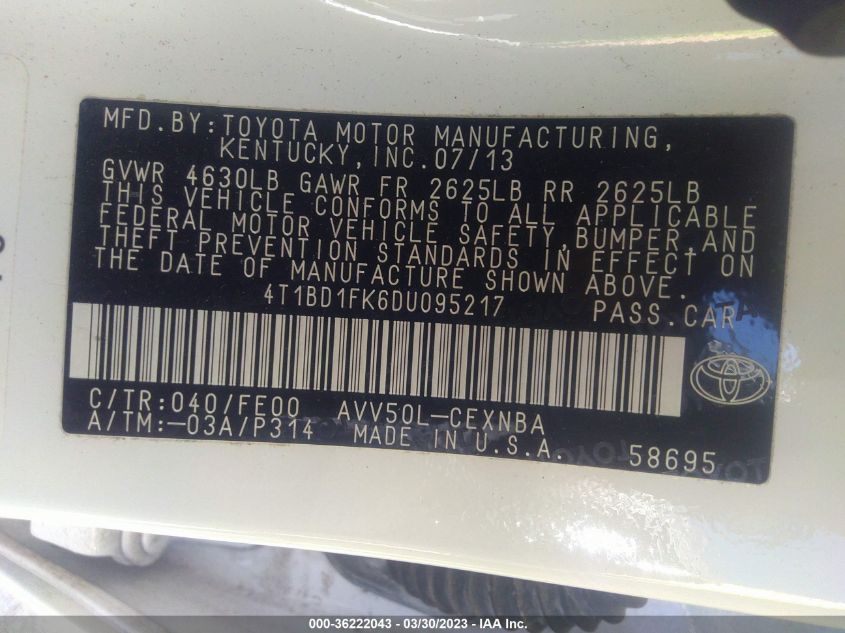 MFD.BY:TOYOTA MOTOR MANUFACTURING,
KENTUCKY,INC.07/13
GVWR 4630LB GAWR FR 2625LB RR 2625LB
THIS VEHICLE CONFORMS TO ALL APPLICABLE
FEDERAL MOTOR VEHICLE SAFETY,BUMPER,AND
THEFT PREVENTION STANDARDS IN EFFECT ON
THE DATE OF MANUFACTURE SHOWN ABOVE.
4T1BD1FK6DU095217 PASS.CAR
C/TR:040/FE00 AVV50L-CEXNBA
A/TM:-03A/P314 MADE IN U.S.A. 58695
TOYOTA
000-36222043 - 03/30/2023 - IAA Inc.